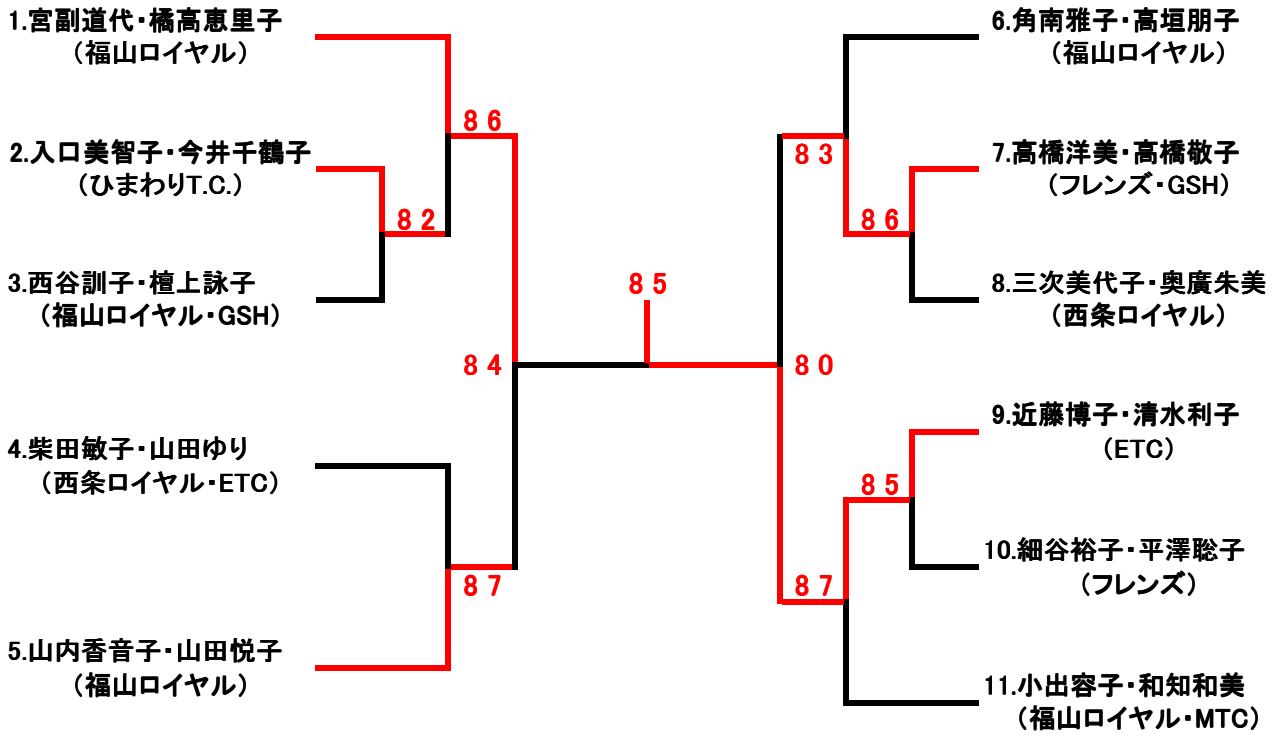 1.宮副道代・橘高恵里子
(福山ロイヤル)
86
2.入口美智子・今井千鶴子
(ひまわりT.C.)
82
3.西谷訓子・檀上詠子
(福山ロイヤル・GSH)
84
4.柴田敏子・山田ゆり
(西条ロイヤル・ETC)
87
5.山内香音子・山田悦子
(福山ロイヤル)
85
6.角南雅子・高垣朋子
(福山ロイヤル)
83
7.高橋洋美・高橋敬子
(フレンズ・GSH)
86
8.三次美代子・奥廣朱美
(西条ロイヤル)
80
9.近藤博子・清水利子
(ETC)
85
10.細谷裕子・平澤聡子
(フレンズ)
87
11.小出容子・和知和美
(福山ロイヤル・MTC)